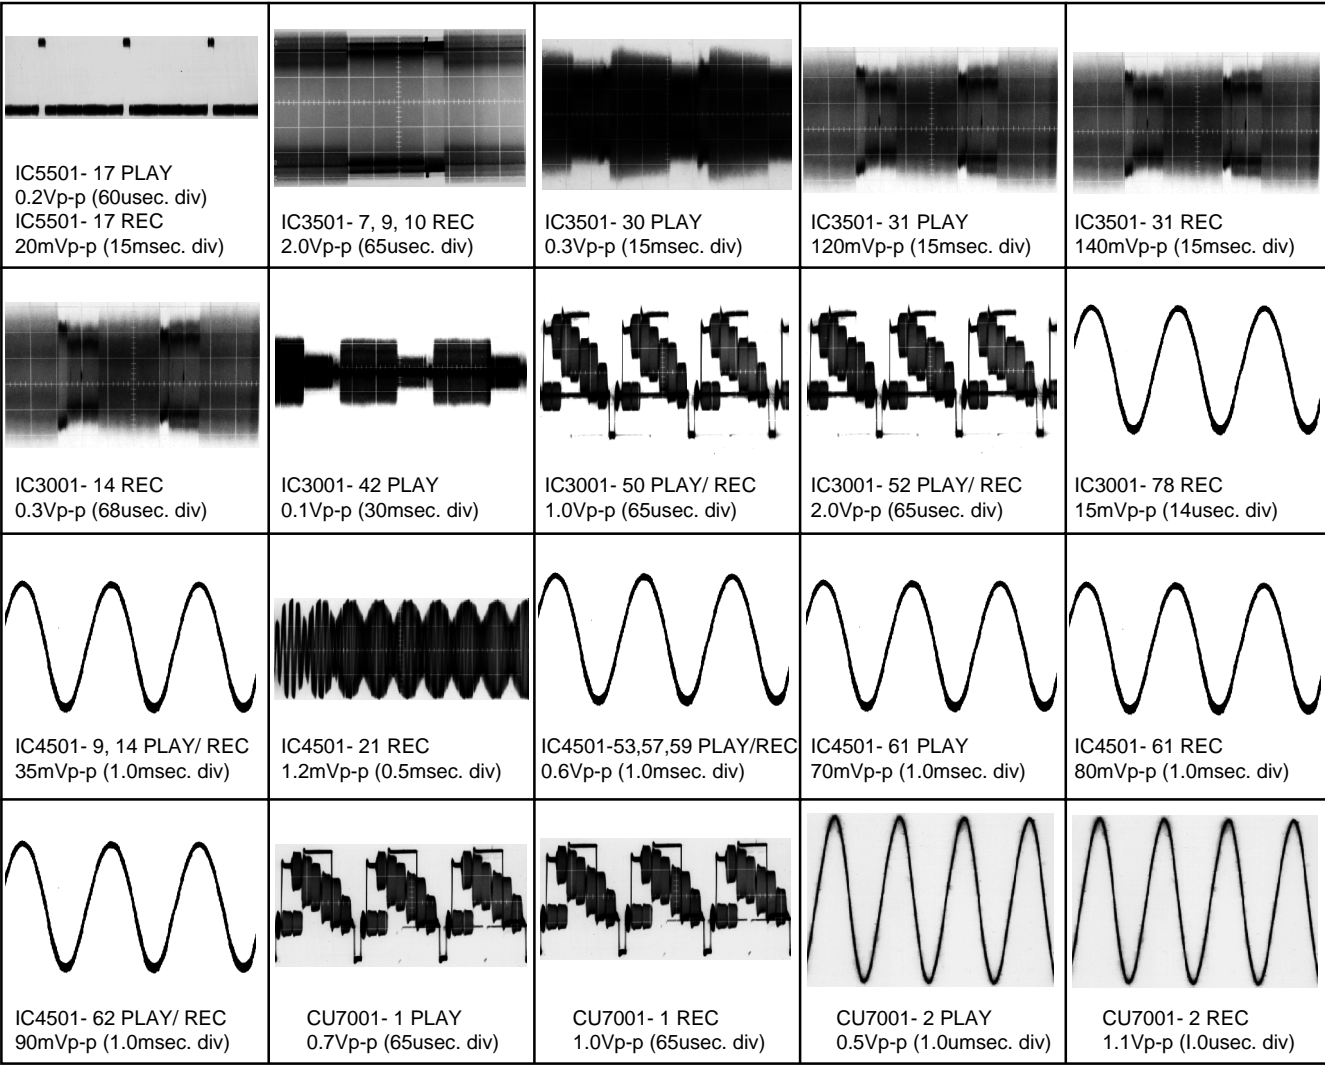 IC5501- 17 PLAY
0.2Vp-p (60usec. div)
IC5501- 17 REC
20mVp-p (15msec. div)
IC3501- 7, 9, 10 REC
2.0Vp-p (65usec. div)
IC3501- 30 PLAY
0.3Vp-p (15msec. div)
IC3501- 31 PLAY
120mVp-p (15msec. div)
IC3501- 31 REC
140mVp-p (15msec. div)
IC3001- 14 REC
0.3Vp-p (68usec. div)
IC3001- 42 PLAY
0.1Vp-p (30msec. div)
IC3001- 50 PLAY/ REC
1.0Vp-p (65usec. div)
IC3001- 52 PLAY/ REC
2.0Vp-p (65usec. div)
IC3001- 78 REC
15mVp-p (14usec. div)
IC4501- 9, 14 PLAY/ REC
35mVp-p (1.0msec. div)
IC4501- 21 REC
1.2mVp-p (0.5msec. div)
IC4501-53,57,59 PLAY/REC
0.6Vp-p (1.0msec. div)
IC4501- 61 PLAY
70mVp-p (1.0msec. div)
IC4501- 61 REC
80mVp-p (1.0msec. div)
IC4501- 62 PLAY/ REC
90mVp-p (1.0msec. div)
CU7001- 1 PLAY
0.7Vp-p (65usec. div)
CU7001- 1 REC
1.0Vp-p (65usec. div)
CU7001- 2 PLAY
0.5Vp-p (1.0umsec. div)
CU7001- 2 REC
1.1Vp-p (I.0usec. div)